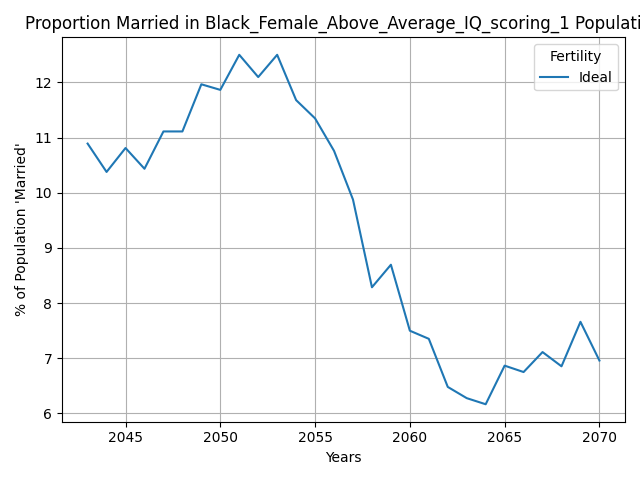 Proportion Married in Black_Female_Above_Average_IQ_scoring_1 Populati
Fertility
Ideal
% of Population 'Married'
12
11
10
9
8
7
6
2045 2050 2055 2060 2065 2070
Years